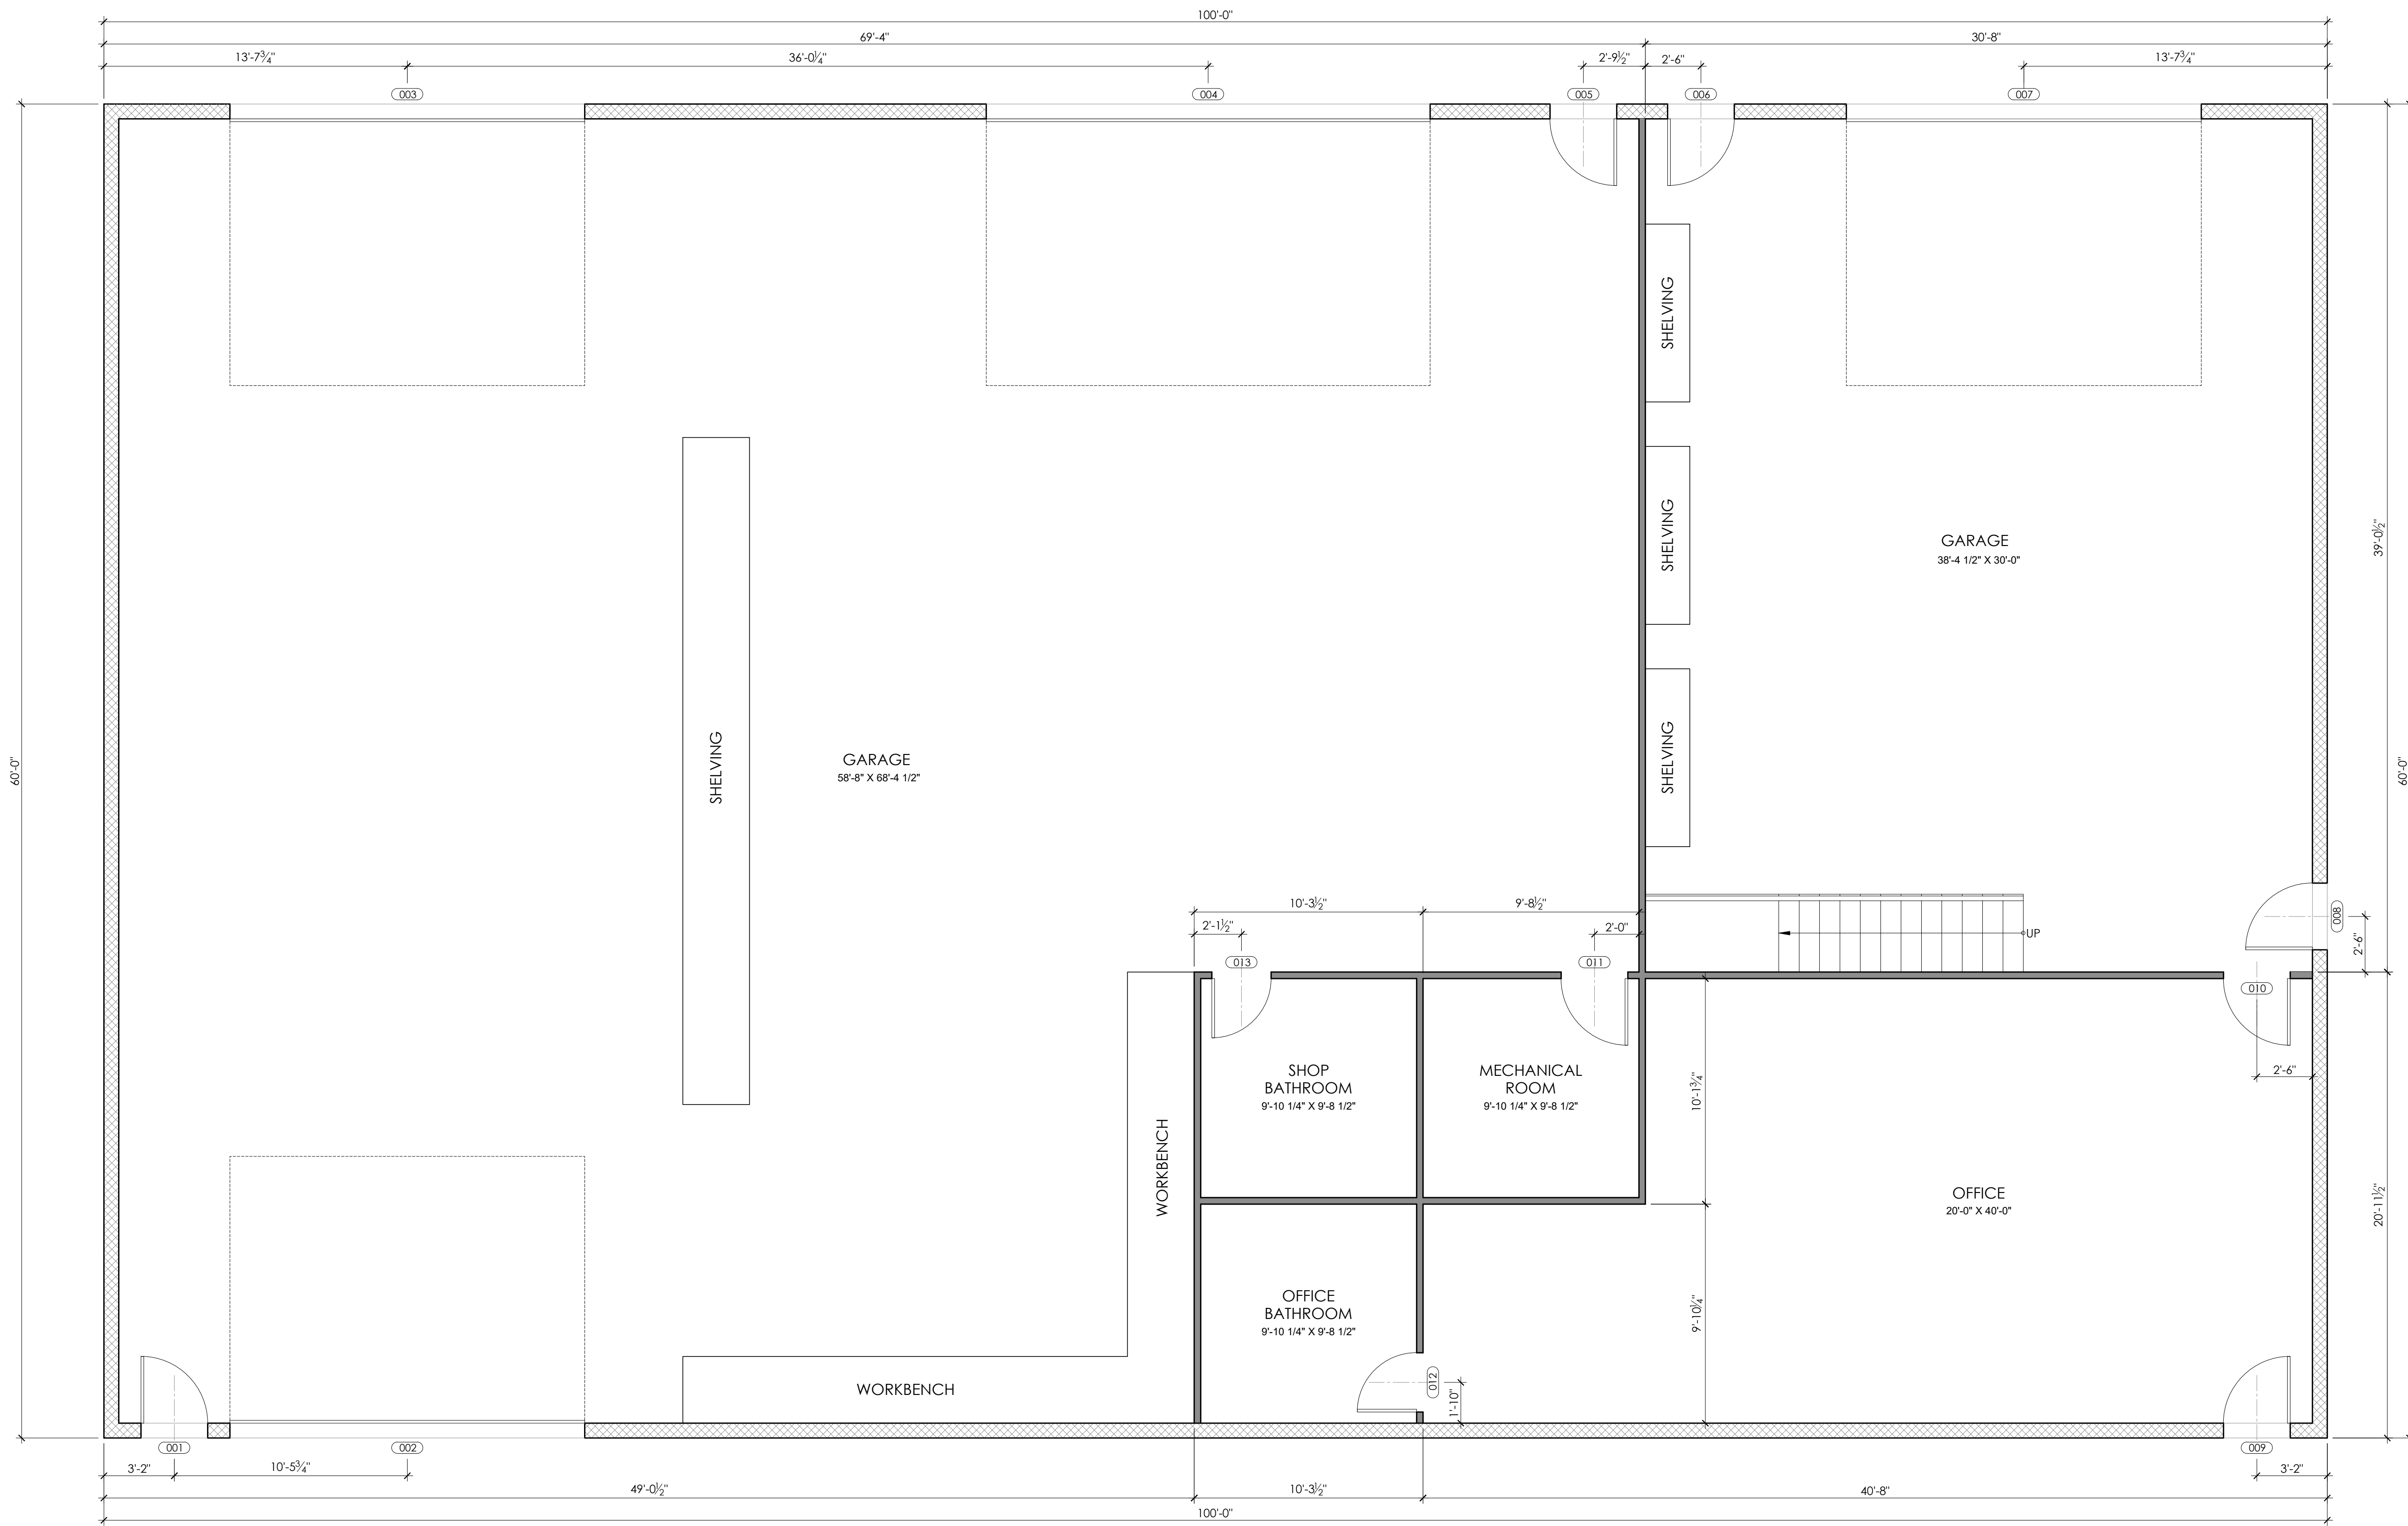 100'-0"
69'-4"
30'-8"
13'-7¾"
36'-0¼"
2'-9½"
2'-6"
13'-7¾"
003
004
005
006
007
SHELVING
SHELVING
GARAGE
38'-4 1/2" X 30'-0"
39'-0½"
SHELVING
SHELVING
GARAGE
58'-8" X 68'-4 1/2"
60'-0"
60'-0"
10'-3½"
9'-8½"
2'-1½"
2'-0"
UP
008
2'-6"
013
011
010
SHOP
BATHROOM
9'-10 1/4" X 9'-8 1/2"
MECHANICAL
ROOM
9'-10 1/4" X 9'-8 1/2"
10'-1¾"
2'-6"
WORKBENCH
OFFICE
20'-0" X 40'-0"
20'-11½"
OFFICE
BATHROOM
9'-10 1/4" X 9'-8 1/2"
9'-10¼"
WORKBENCH
012
1'-10"
001
002
009
3'-2"
10'-5¾"
3'-2"
49'-0½"
10'-3½"
40'-8"
100'-0"